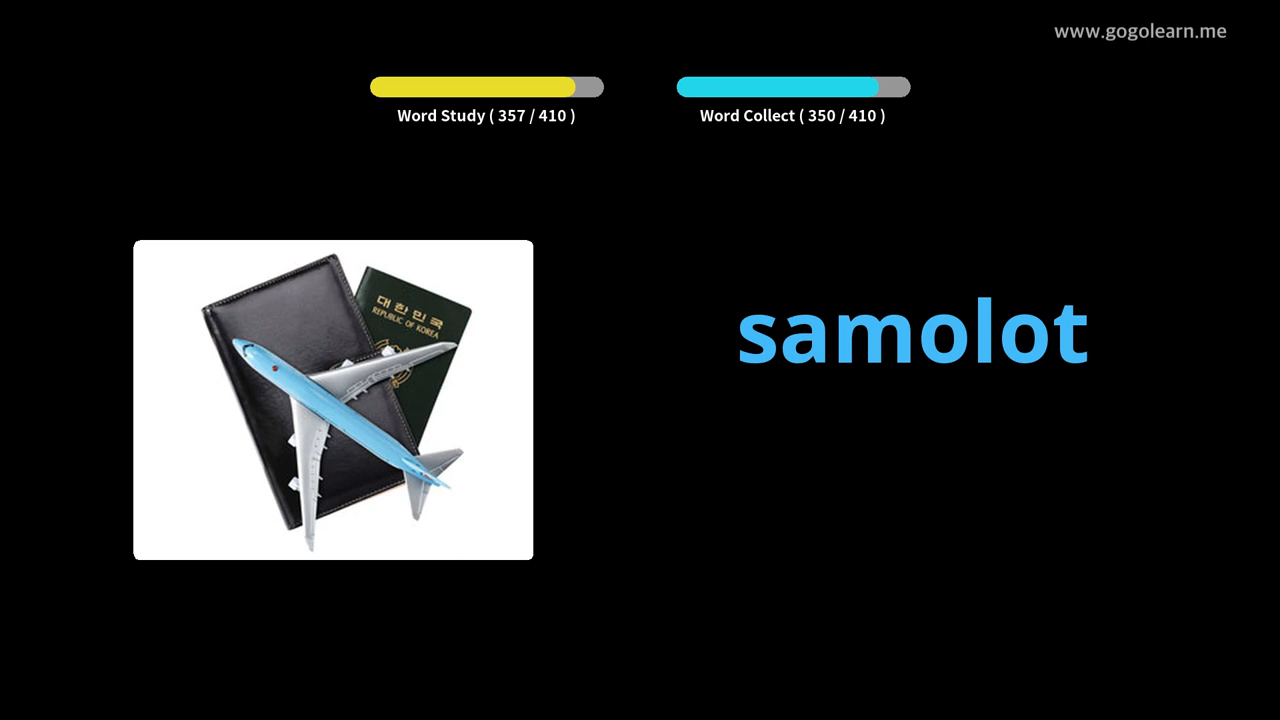 www.gogolearn.me
Word Study ( 357 / 410 )
Word Collect ( 350 / 410 )
대한민국
REPUBLIC OF KOREA
samolot